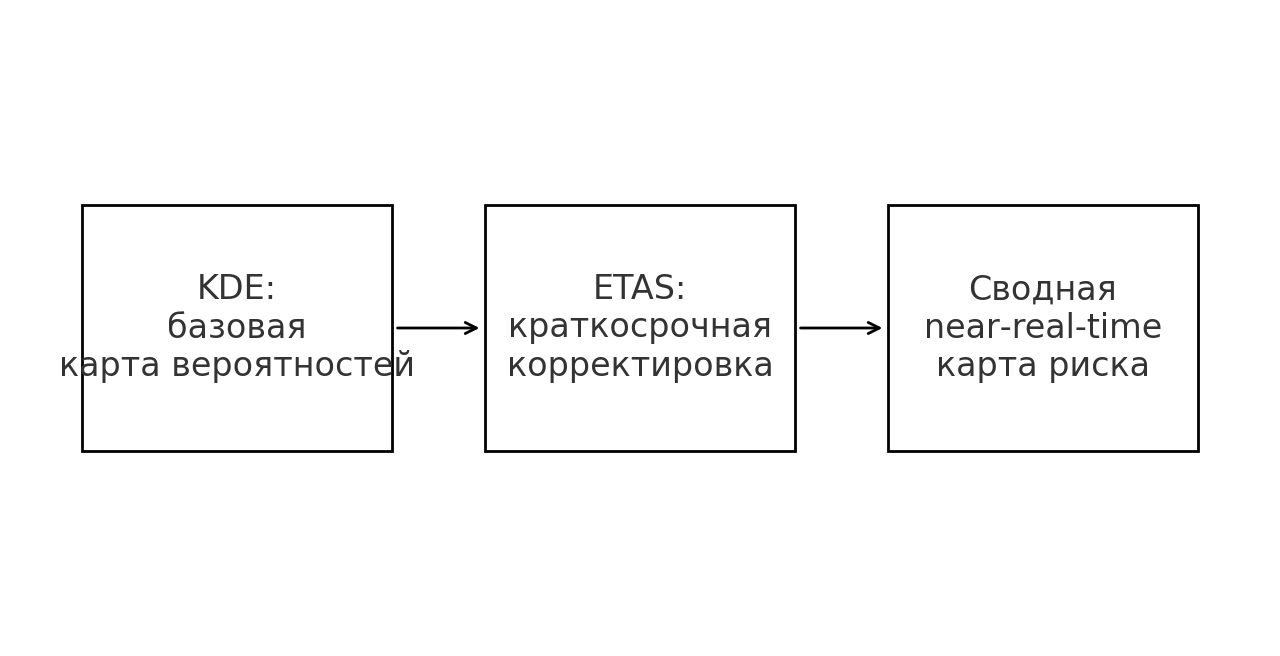 KDE:
базовая
карта вероятностей
ETAS:
краткосрочная
корректировка
Сводная
near-real-time
карта риска